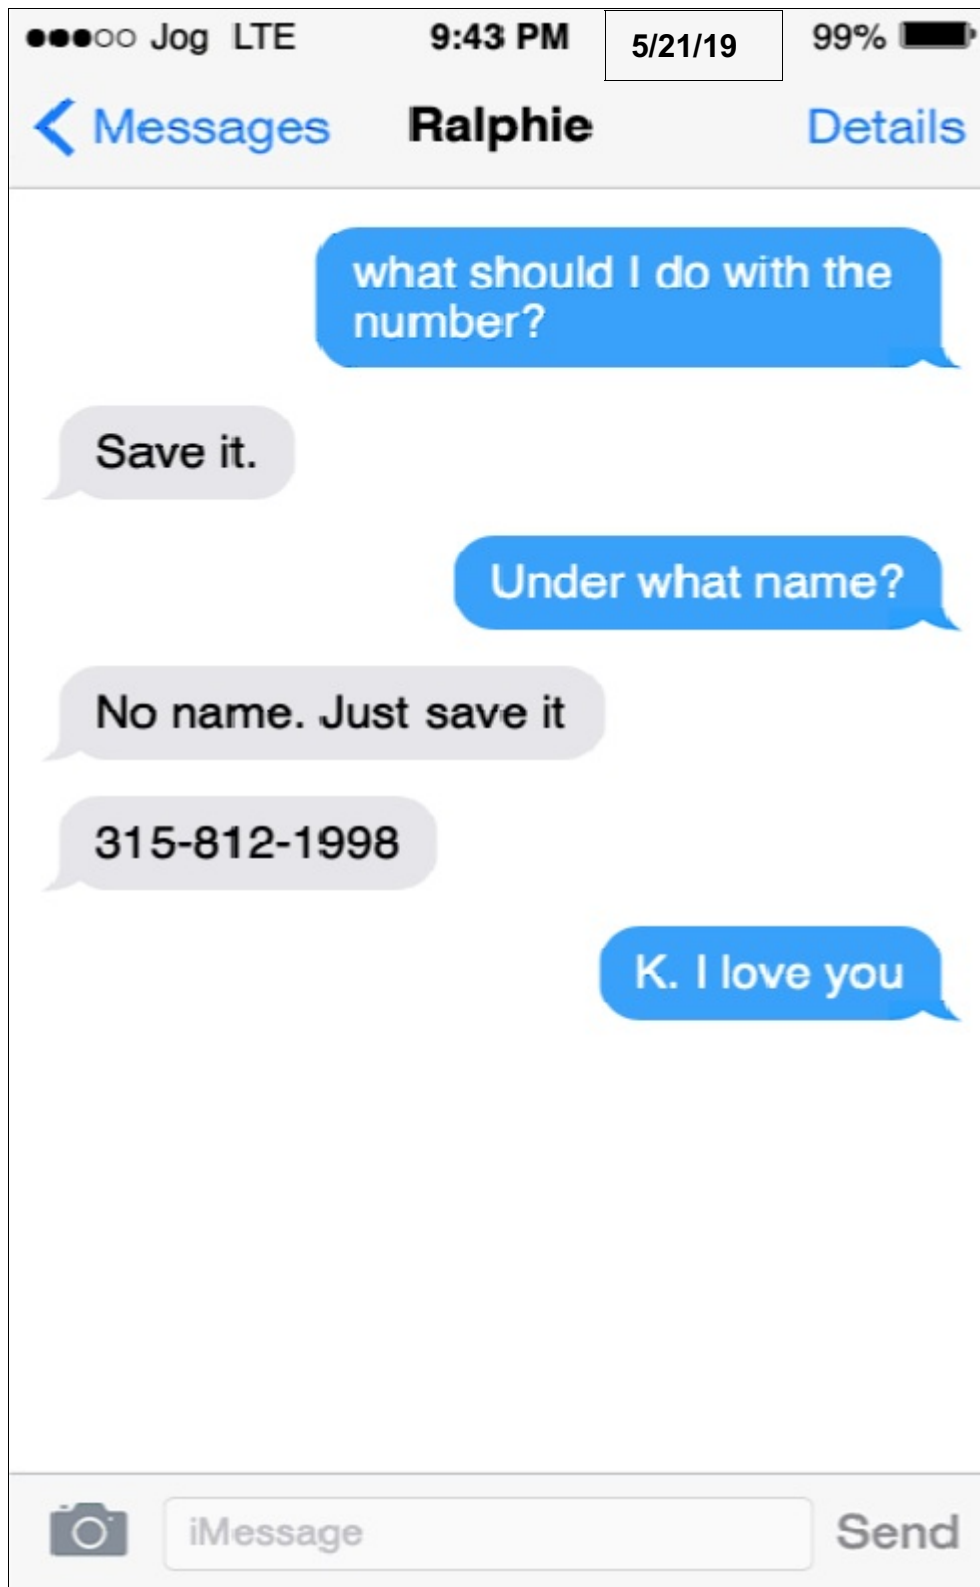 Jog LTE 9:43 PM 5/21/19 99%
Messages Ralphie Details
what should I do with the
number?
Save it.
Under what name?
No name. Just save it
315-812-1998
K. I love you
iMessage Send